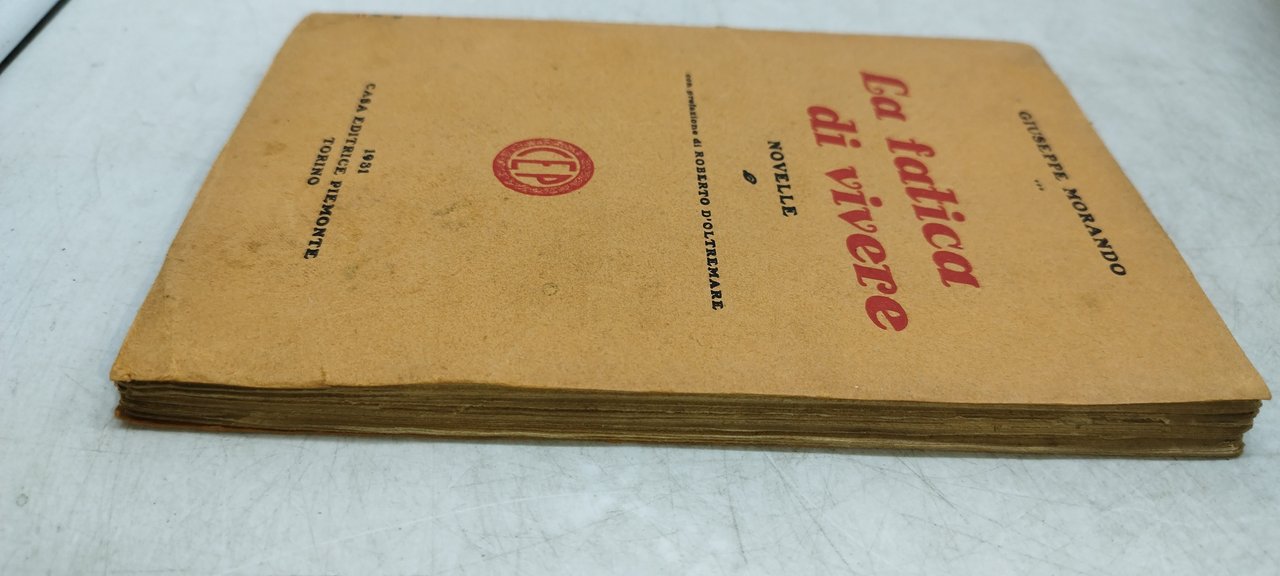 GIUSEPPE MORANDO
La fatica
di vivere
NOVELLE
con prefazione di ROBERTO D'OLTREMARE
CEP
1931
CASA EDITRICE PIEMONTE
TORINO